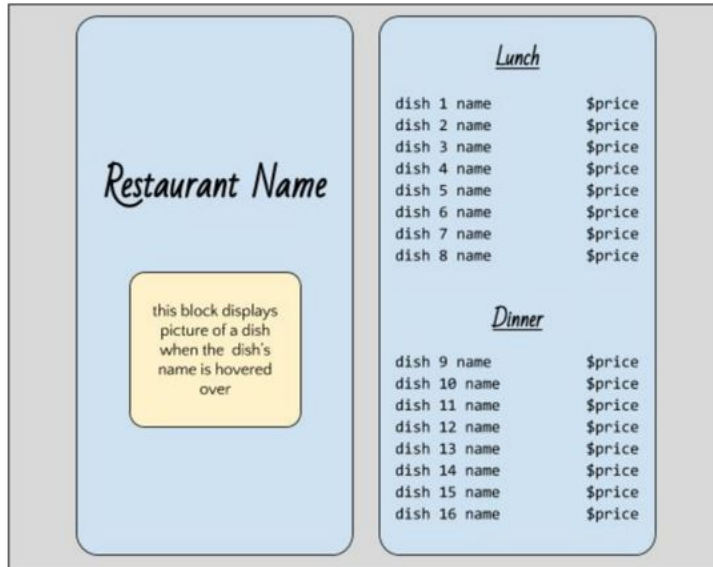 Restaurant Name
this block displays
picture of a dish
when the dish's
name is hovered
over
Lunch
dish 1 name $price
dish 2 name $price
dish 3 name $price
dish 4 name $price
dish 5 name $price
dish 6 name $price
dish 7 name $price
dish 8 name $price
Dinner
dish 9 name $price
dish 10 name $price
dish 11 name $price
dish 12 name $price
dish 13 name $price
dish 14 name $price
dish 15 name $price
dish 16 name $price